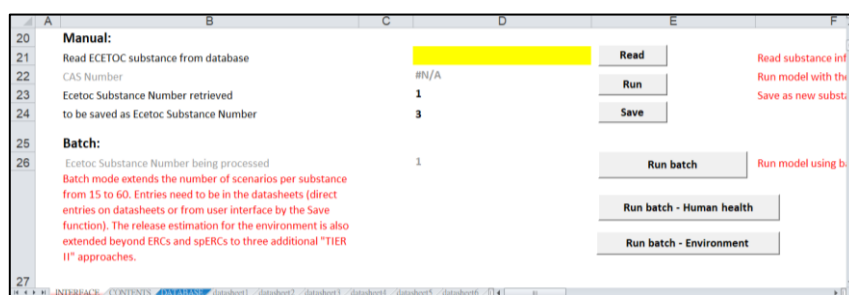 A B C D E F
20 Manual:
21 Read ECETOC substance from database Read Read substance inf
22 CAS Number #N/A Run Run model with the
23 Ecetoc Substance Number retrieved 1 Save as new subst
24 to be saved as Ecetoc Substance Number 3 Save
25 Batch:
26 Ecetoc Substance Number being processed 1 Run batch Run model using b
Batch mode extends the number of scenarios per substance
from 15 to 60. Entries need to be in the datasheets (direct
entries on datasheets or from user interface by the Save Run batch - Human health
function). The release estimation for the environment is also
extended beyond ERCs and spERCs to three additional "TIER Run batch - Environment
II" approaches.
27
INTERFACE CONTENTS DATABASE datasheet1 datasheet2 datasheet3 datasheet4 datasheet5 datasheet6